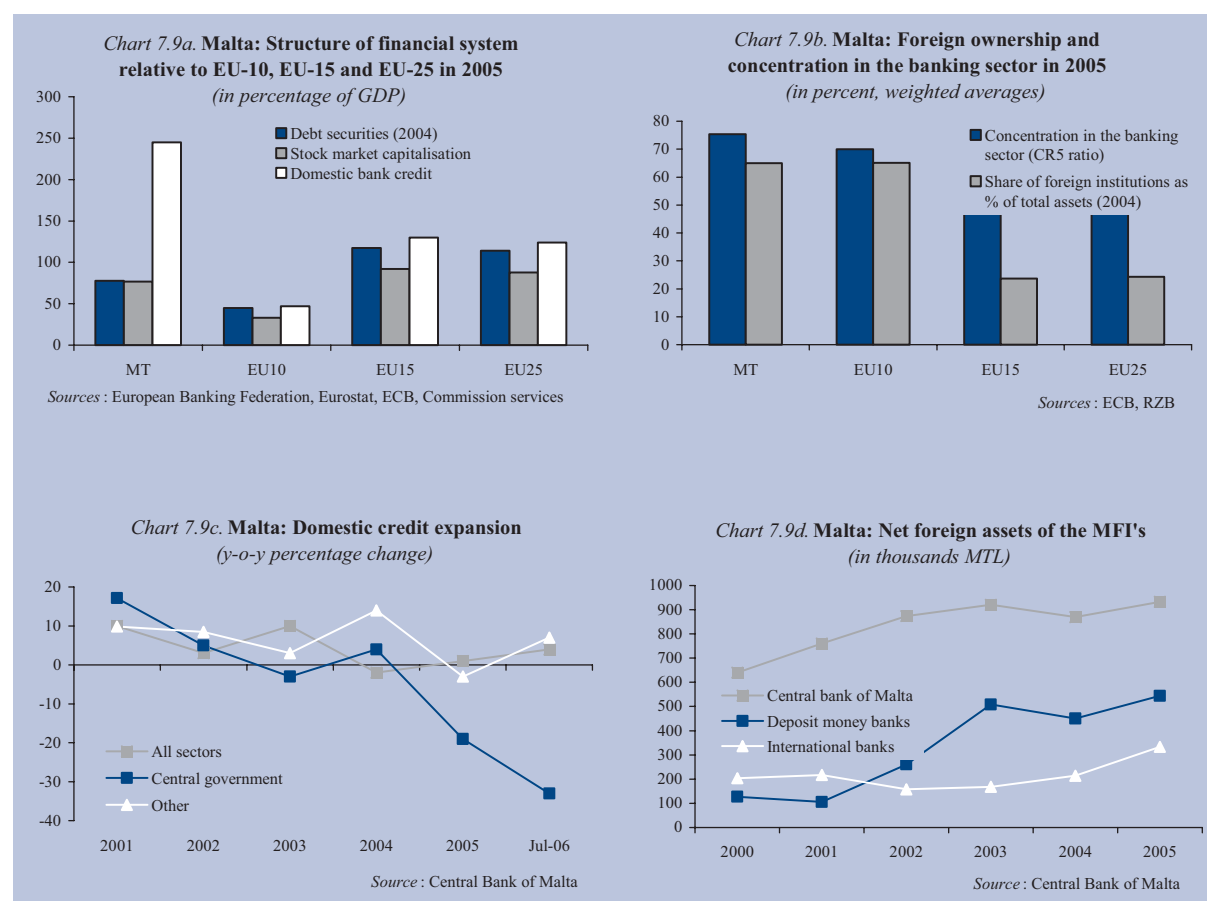 Chart 7.9a. Malta: Structure of financial system
relative to EU-10, EU-15 and EU-25 in 2005
(in percentage of GDP)
300
250
200
150
100
50
0
Debt securities (2004)
Stock market capitalisation
Domestic bank credit
MT EU10 EU15 EU25
Sources : European Banking Federation, Eurostat, ECB, Commission services
Chart 7.9b. Malta: Foreign ownership and
concentration in the banking sector in 2005
(in percent, weighted averages)
80
70
60
50
40
30
20
10
0
Concentration in the banking
sector (CR5 ratio)
Share of foreign institutions as
% of total assets (2004)
MT EU10 EU15 EU25
Sources : ECB, RZB
Chart 7.9c. Malta: Domestic credit expansion
(y-o-y percentage change)
20
10
0
-10
-20
-30
-40
All sectors
Central government
Other
2001 2002 2003 2004 2005 Jul-06
Source : Central Bank of Malta
Chart 7.9d. Malta: Net foreign assets of the MFI's
(in thousands MTL)
1000
900
800
700
600
500
400
300
200
100
0
Central bank of Malta
Deposit money banks
International banks
2000 2001 2002 2003 2004 2005
Source : Central Bank of Malta